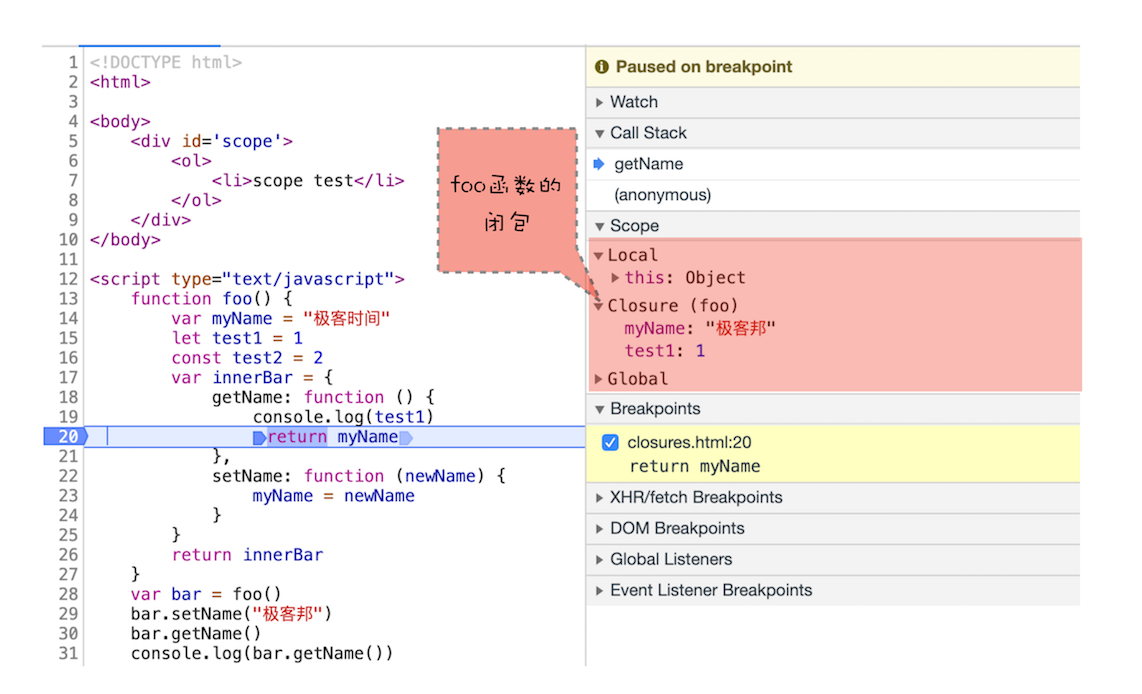 1 <!DOCTYPE html>
2 <html>
3
4 <body>
5     <div id='scope'>
6         <ol>
7             <li>scope test</li>
8         </ol>
9     </div>
10 </body>
11
12 <script type="text/javascript">
13     function foo() {
14         var myName = "极客时间"
15         let test1 = 1
16         const test2 = 2
17         var innerBar = {
18             getName: function () {
19                 console.log(test1)
20                 return myName
21             },
22             setName: function (newName) {
23                 myName = newName
24             }
25         }
26         return innerBar
27     }
28     var bar = foo()
29     bar.setName("极客邦")
30     bar.getName()
31     console.log(bar.getName())
foo函数的
闭包
Paused on breakpoint
Watch
Call Stack
getName
(anonymous)
Scope
Local
this: Object
Closure (foo)
myName: "极客邦"
test1: 1
Global
Breakpoints
closures.html:20
return myName
XHR/fetch Breakpoints
DOM Breakpoints
Global Listeners
Event Listener Breakpoints